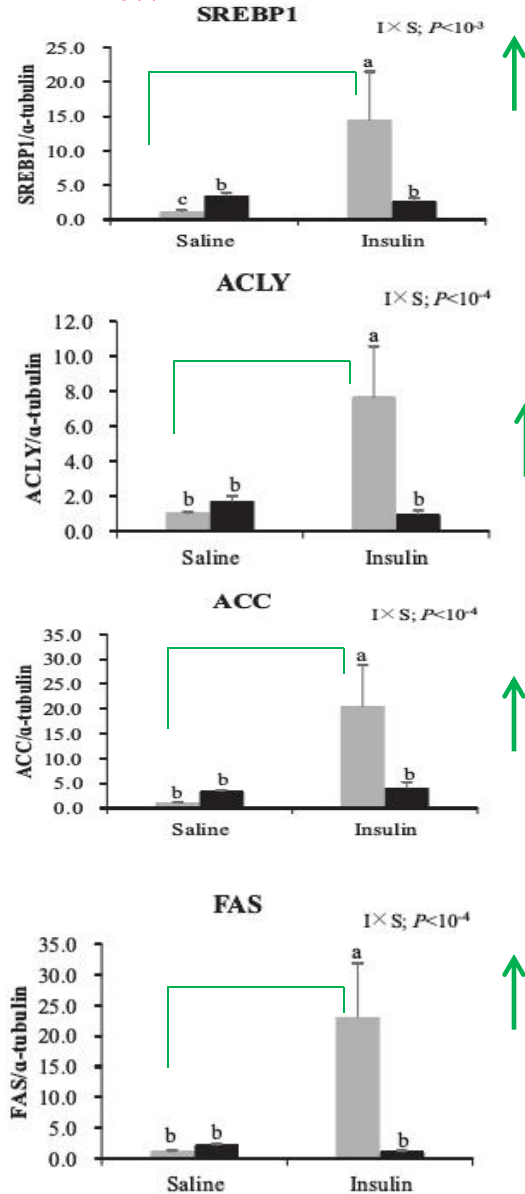 SREBP1
I×S; P<10-3
SREBP1/α-tubulin
25.0
20.0
15.0
10.0
5.0
0.0
a
c
b
b
Saline
Insulin
ACLY
I×S; P<10-4
ACLY/α-tubulin
12.0
10.0
8.0
6.0
4.0
2.0
0.0
a
b
b
b
Saline
Insulin
ACC
I×S; P<10-4
ACC/α-tubulin
35.0
30.0
25.0
20.0
15.0
10.0
5.0
0.0
a
b
b
b
Saline
Insulin
FAS
I×S; P<10-4
FAS/α-tubulin
35.0
30.0
25.0
20.0
15.0
10.0
5.0
0.0
a
b
b
b
Saline
Insulin